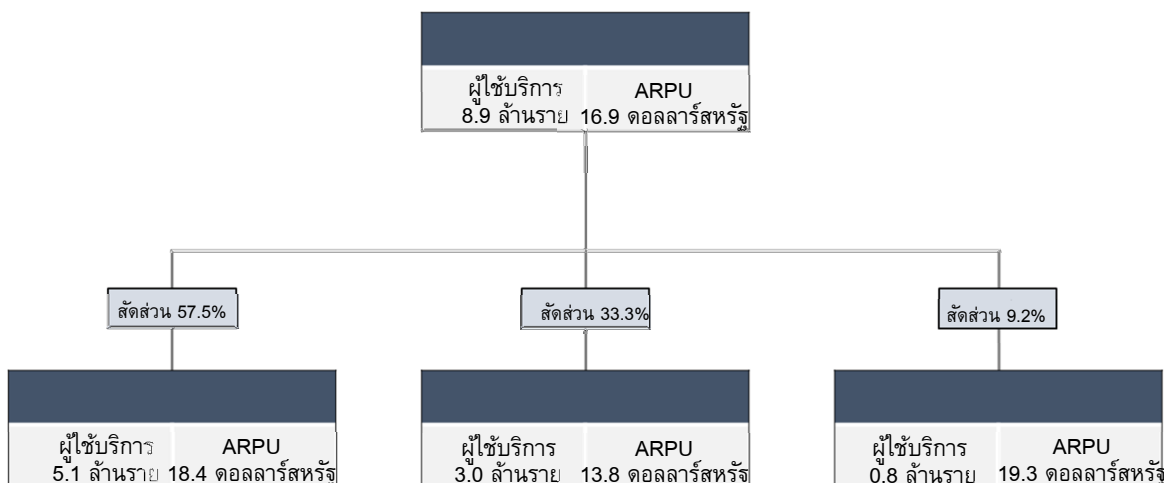 ผู้ใช้บริการ ARPU
8.9 ล้านราย 16.9 ดอลลาร์สหรัฐ
สัดส่วน 57.5% สัดส่วน 33.3% สัดส่วน 9.2%
ผู้ใช้บริการ ARPU ผู้ใช้บริการ ARPU ผู้ใช้บริการ ARPU
5.1 ล้านราย 18.4 ดอลลาร์สหรัฐ 3.0 ล้านราย 13.8 ดอลลาร์สหรัฐ 0.8 ล้านราย 19.3 ดอลลาร์สหรัฐ